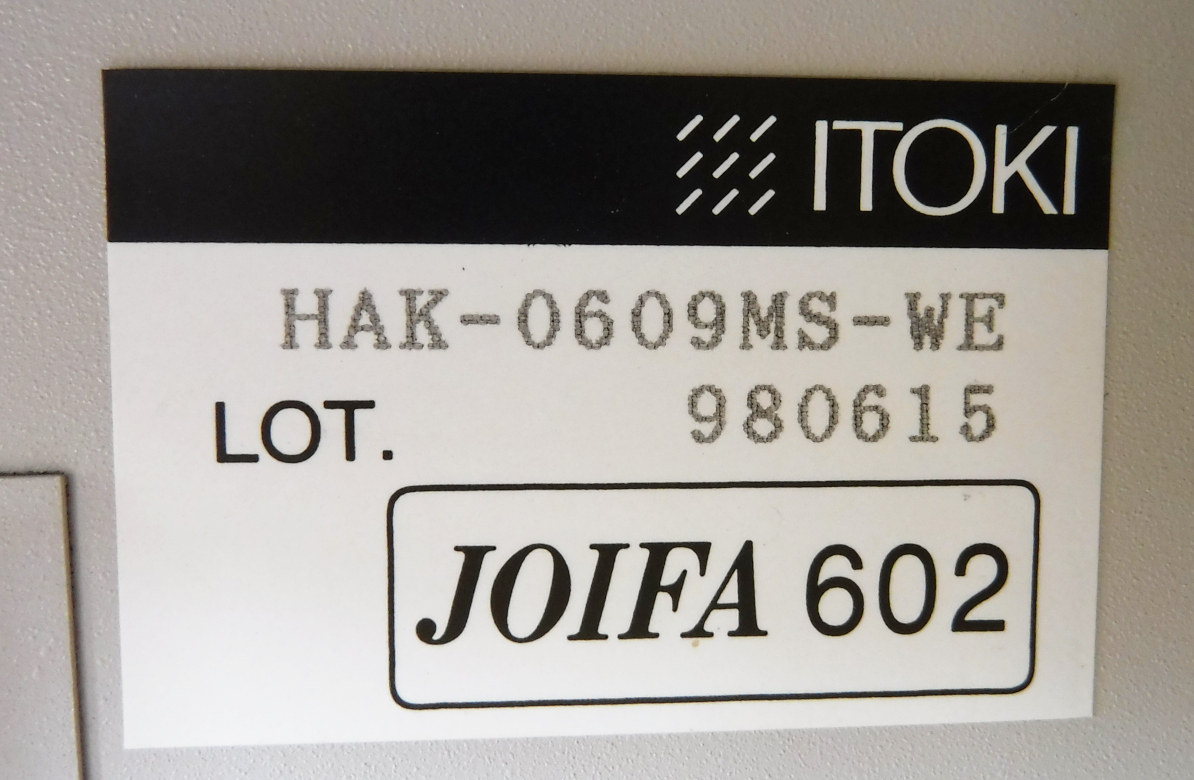 ITOKI
HAK-0609MS-WE
LOT. 980615
JOIFA 602